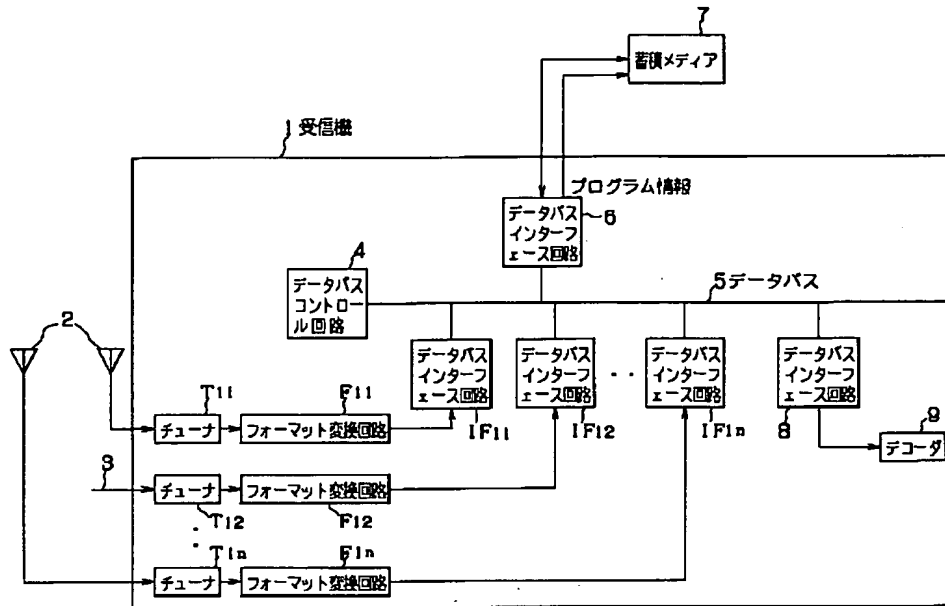 7
蓄積メディア
1 受信機
プログラム情報
データバス
インターフ
ェース回路
6
4
データバス
コントロー
ル回路
5データバス
2
データバス
インターフ
ェース回路
データバス
インターフ
ェース回路
・・
データバス
インターフ
ェース回路
データバス
インターフ
ェース回路
T11
F11
IF11
IF12
IF1n
8
9
チューナ
フォーマット変換回路
デコーダ
3
チューナ
フォーマット変換回路
T12
F12
T1n
F1n
チューナ
フォーマット変換回路